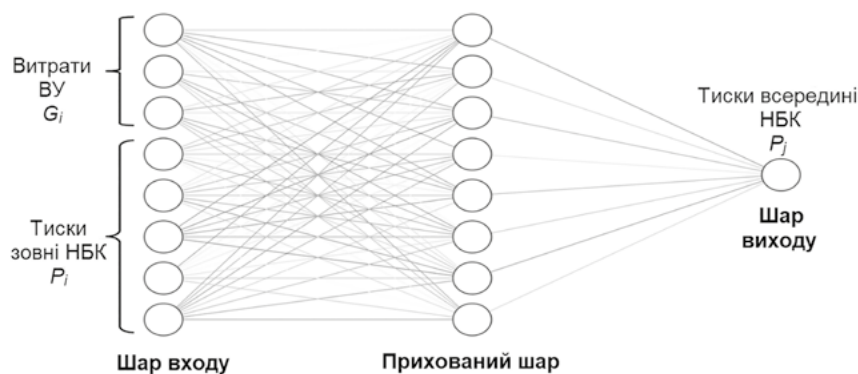 Витрати
ВУ
Gᵢ
Тиски
зовні НБК
Pᵢ
Шар входу
Прихований шар
Тиски всередині
НБК
Pⱼ
Шар
виходу